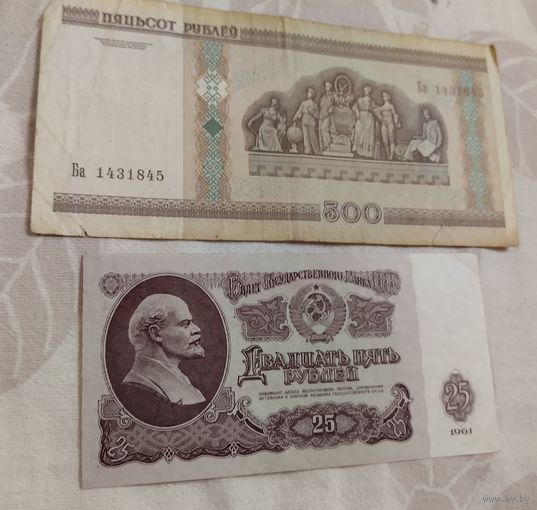 ПЯЦЬСОТ РУБЛЁЎ
Ба 1431845
Ба 1431845
500
Билет Государственного Банка СССР
Двадцать пять
рублей
25
25
1961
www.ay.by